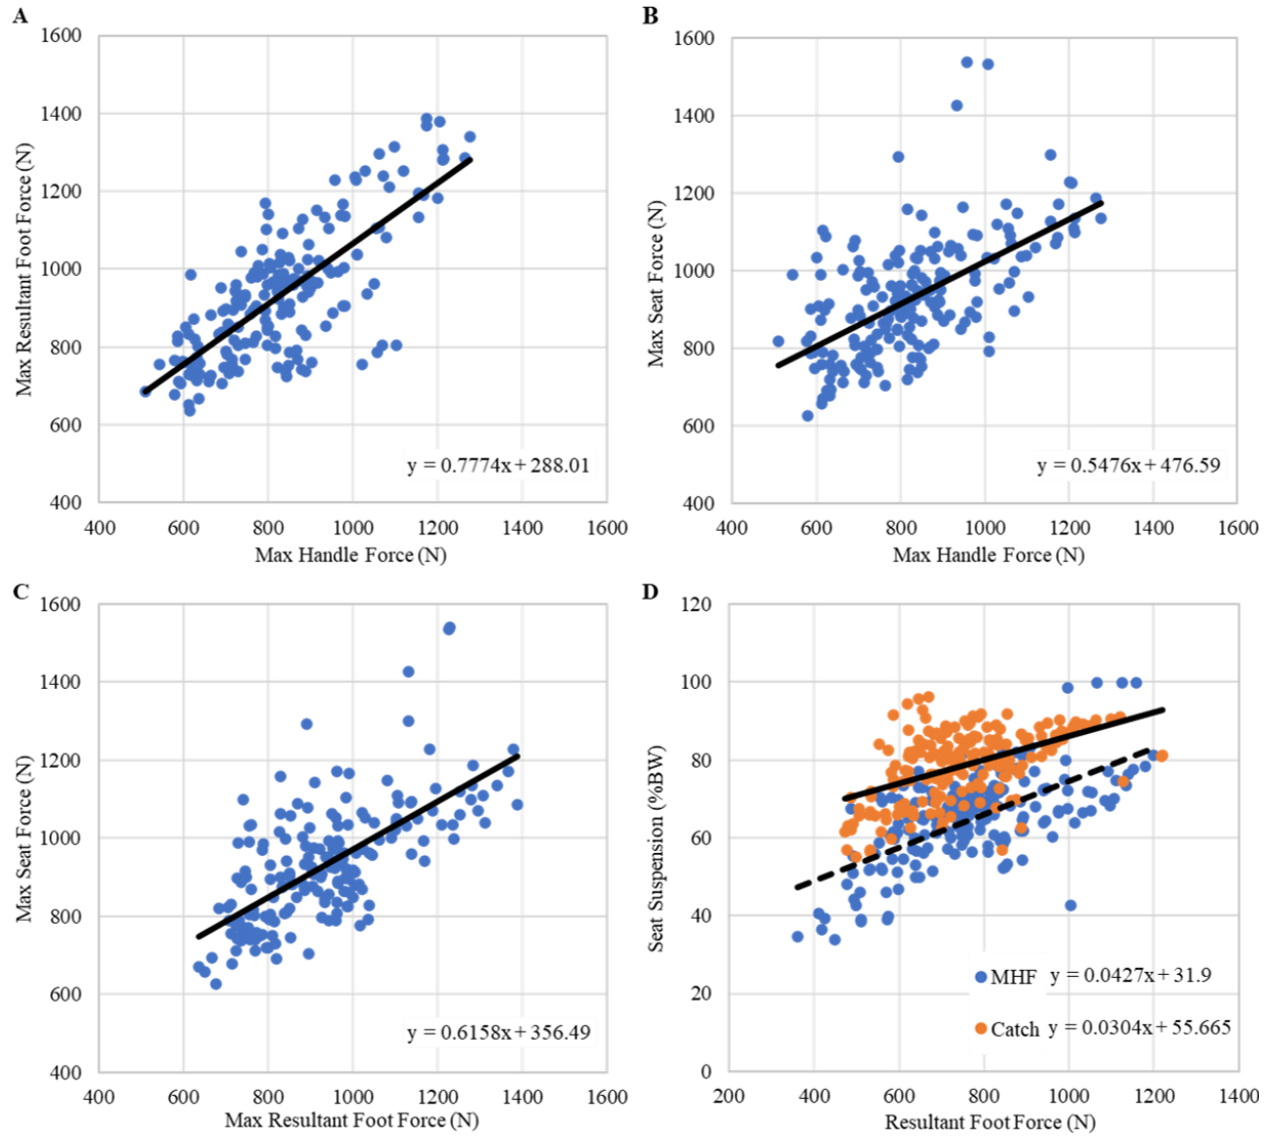 A
Max Resultant Foot Force (N)
1600
1400
1200
1000
800
600
400
y = 0.7774x + 288.01
400 600 800 1000 1200 1400 1600
Max Handle Force (N)
B
Max Seat Force (N)
1600
1400
1200
1000
800
600
400
y = 0.5476x + 476.59
400 600 800 1000 1200 1400 1600
Max Handle Force (N)
C
Max Seat Force (N)
1600
1400
1200
1000
800
600
400
y = 0.6158x + 356.49
400 600 800 1000 1200 1400 1600
Max Resultant Foot Force (N)
D
Seat Suspension (%BW)
120
100
80
60
40
20
0
MHF y = 0.0427x + 31.9
Catch y = 0.0304x + 55.665
200 400 600 800 1000 1200 1400
Resultant Foot Force (N)